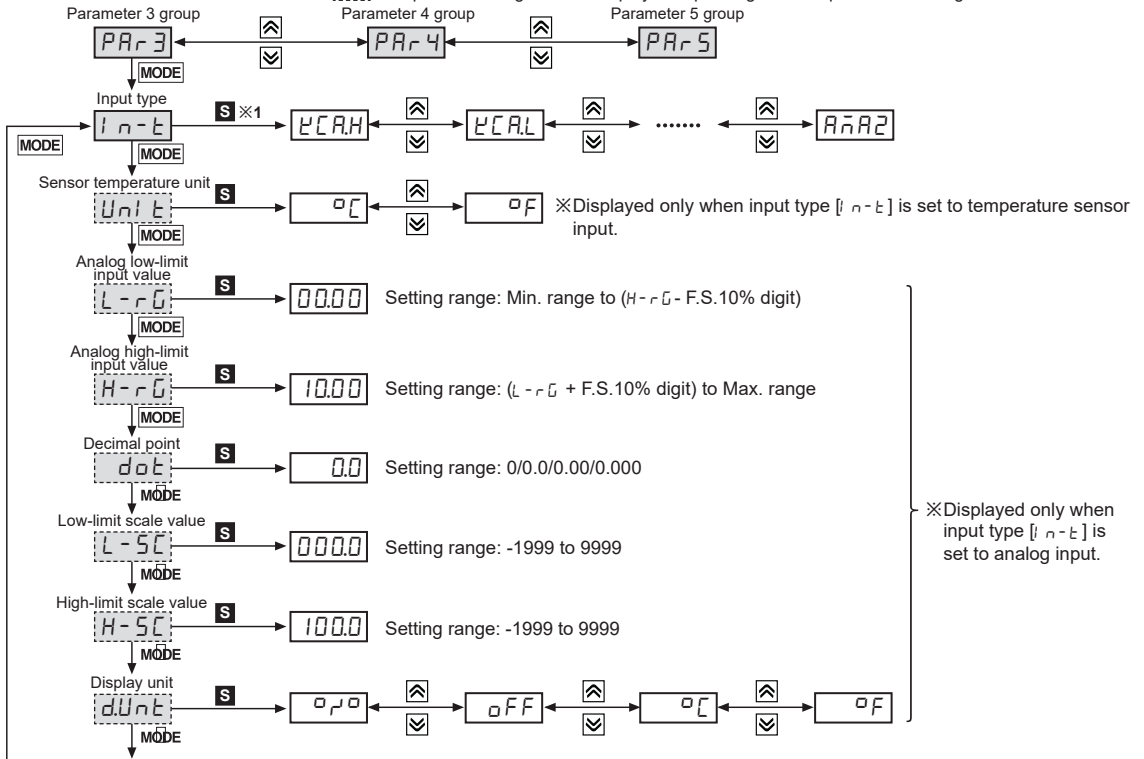 Parameter 3 group
Parameter 4 group
Parameter 5 group
PAr3
PAr4
PAr5
MODE
Input type
In-t
S ※1
KCA.H
KCA.L
·······
AMA2
MODE
MODE
Sensor temperature unit
UnIt
S
°C
°F
※Displayed only when input type [In-t] is set to temperature sensor
input.
MODE
Analog low-limit
input value
L-rG
S
00.00
Setting range: Min. range to (H-rG- F.S.10% digit)
MODE
Analog high-limit
input value
H-rG
S
10.00
Setting range: (L-rG + F.S.10% digit) to Max. range
MODE
Decimal point
dot
S
0.0
Setting range: 0/0.0/0.00/0.000
MODE
Low-limit scale value
L-SC
S
000.0
Setting range: -1999 to 9999
MODE
High-limit scale value
H-SC
S
100.0
Setting range: -1999 to 9999
MODE
Display unit
d.Unt
S
%
oFF
°C
°F
MODE
※Displayed only when
input type [In-t] is
set to analog input.